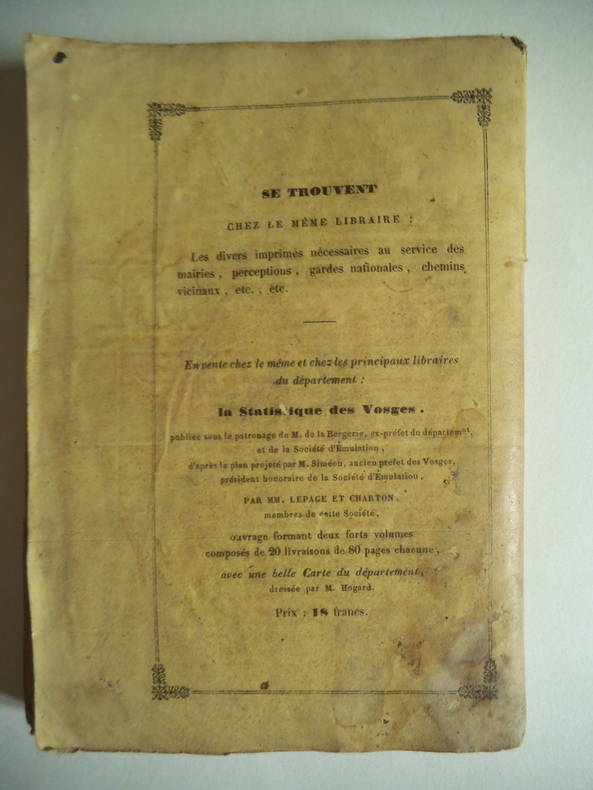 SE TROUVENT
CHEZ LE MÊME LIBRAIRE :
Les divers imprimés nécessaires au service des
mairies, perceptions, gardes nationales, chemins
vicinaux, etc., etc.
En vente chez le même et chez les principaux libraires
du département :
la Statistique des Vosges,
publiée sous le patronage de M. de la Bergerie, ex-préfet du départemnt,
et de la Société d'Émulation,
d'après le plan projeté par M. Siméon, ancien préfet des Vosges,
président honoraire de la Société d'Émulation,
PAR MM. LEPAGE ET CHARTON,
membres de cette Société,
ouvrage formant deux forts volumes
composés de 20 livraisons de 80 pages chacune,
avec une belle Carte du département,
dressée par M. Hogard.
Prix : 18 francs.